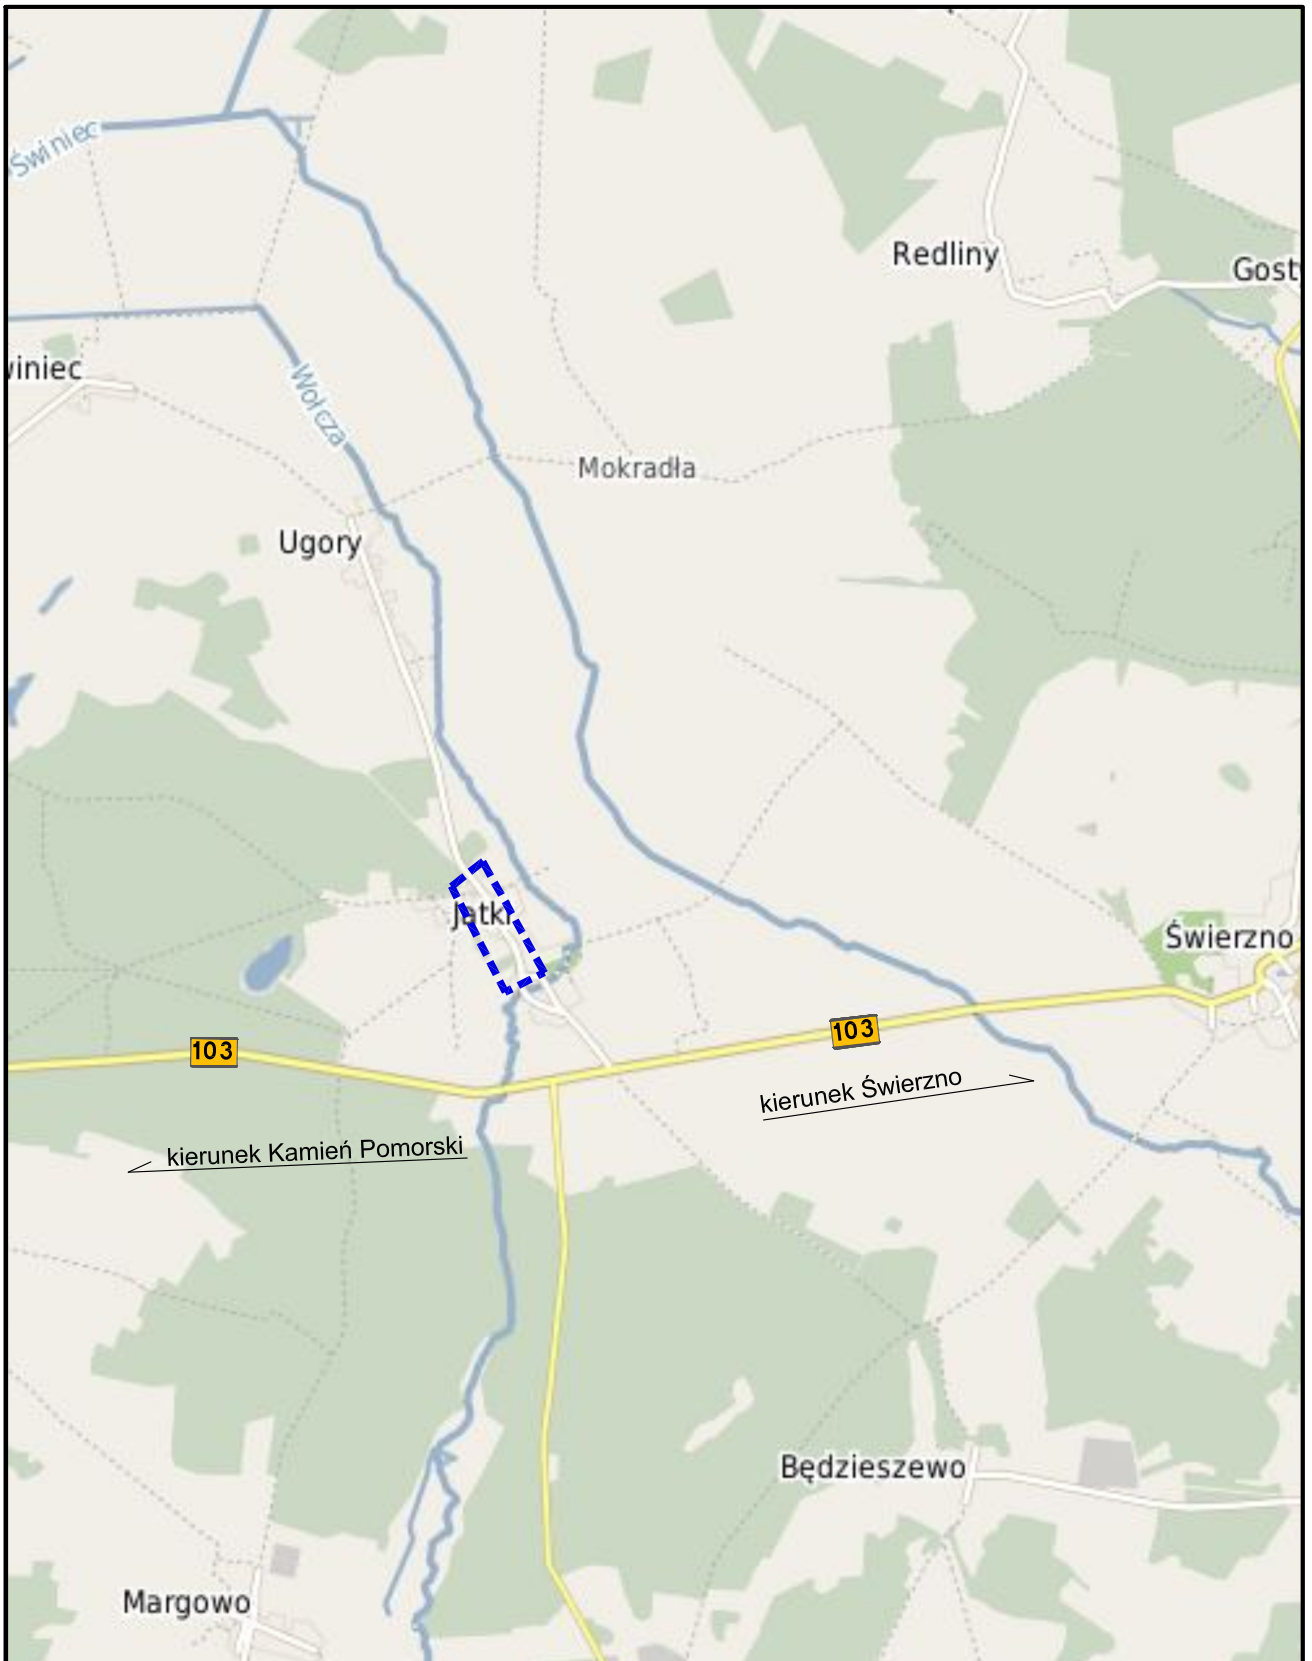 Świniec
Redliny
Gost
winiec
Wołcza
Mokradła
Ugory
Jatki
Świerzno
103
103
kierunek Świerzno
kierunek Kamień Pomorski
Będzieszewo
Margowo